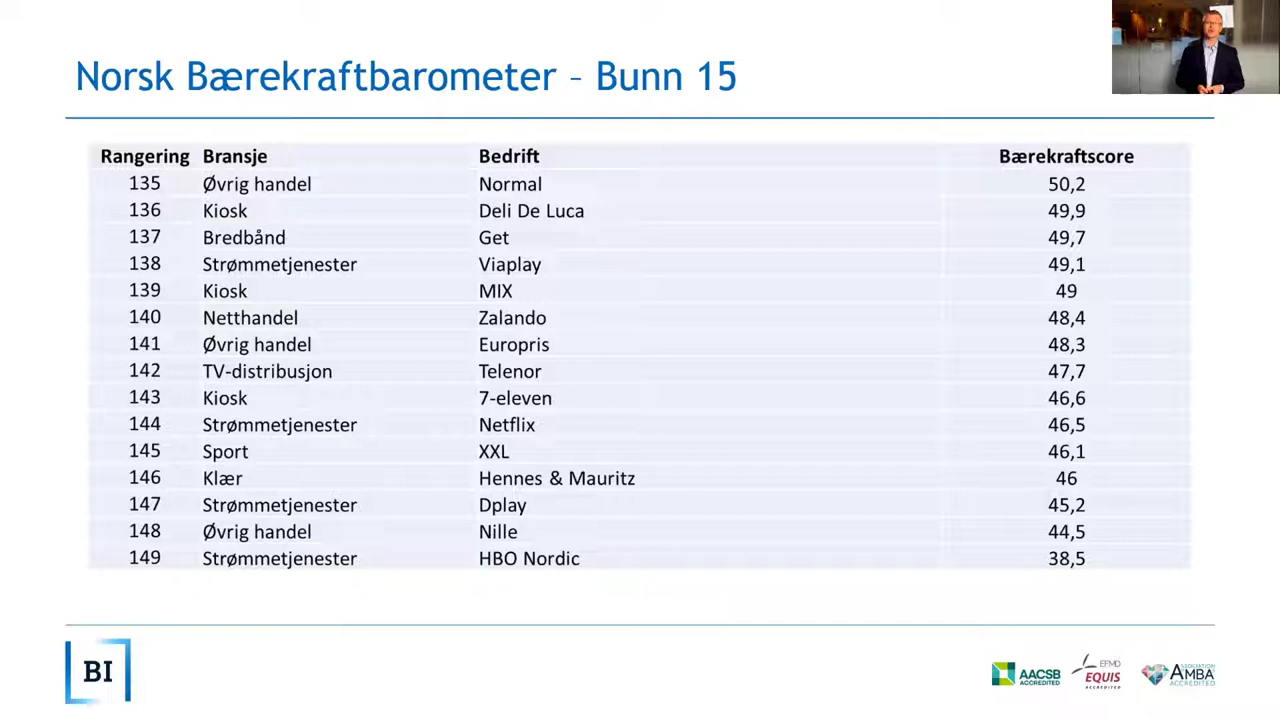 Norsk Bærekraftbarometer – Bunn 15
Rangering Bransje Bedrift Bærekraftscore
135 Øvrig handel Normal 50,2
136 Kiosk Deli De Luca 49,9
137 Bredbånd Get 49,7
138 Strømmetjenester Viaplay 49,1
139 Kiosk MIX 49
140 Netthandel Zalando 48,4
141 Øvrig handel Europris 48,3
142 TV-distribusjon Telenor 47,7
143 Kiosk 7-eleven 46,6
144 Strømmetjenester Netflix 46,5
145 Sport XXL 46,1
146 Klær Hennes & Mauritz 46
147 Strømmetjenester Dplay 45,2
148 Øvrig handel Nille 44,5
149 Strømmetjenester HBO Nordic 38,5
BI
AACSB
ACCREDITED
EFMD
EQUIS
ACCREDITED
ASSOCIATION
AMBA
ACCREDITED